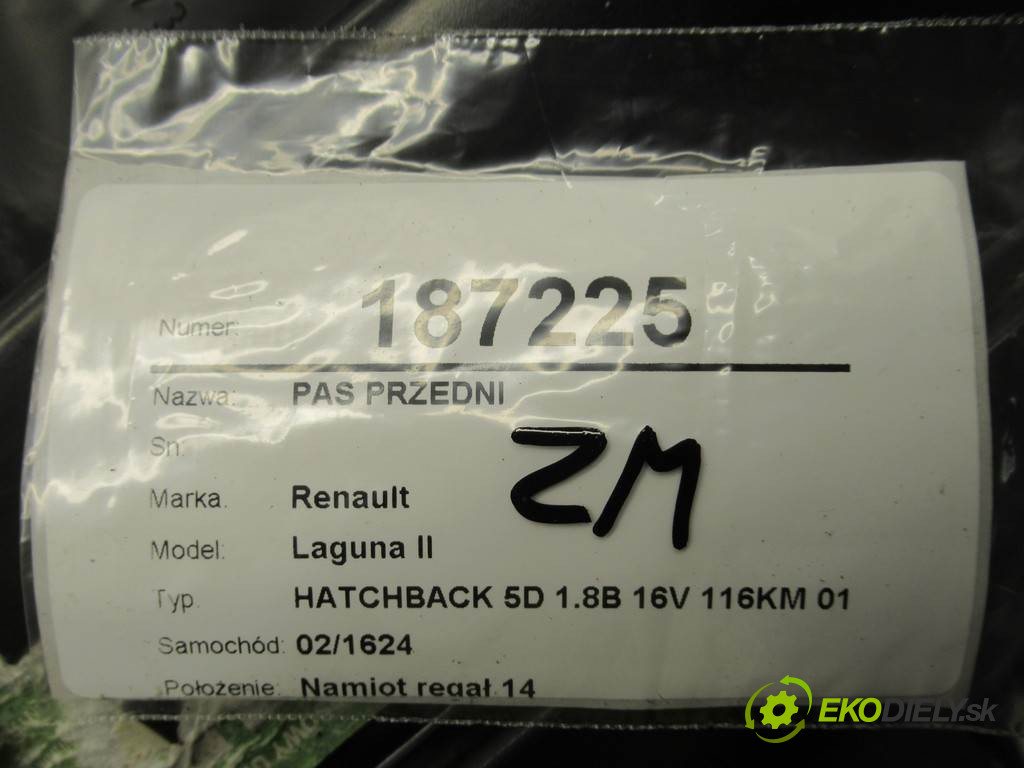 Numer: 187225
Nazwa: PAS PRZEDNI
Sn:
ZM
Marka: Renault
Model: Laguna II
Typ: HATCHBACK 5D 1.8B 16V 116KM 01
Samochód: 02/1624
Położenie: Namiot regał 14
EKODIELY.sk